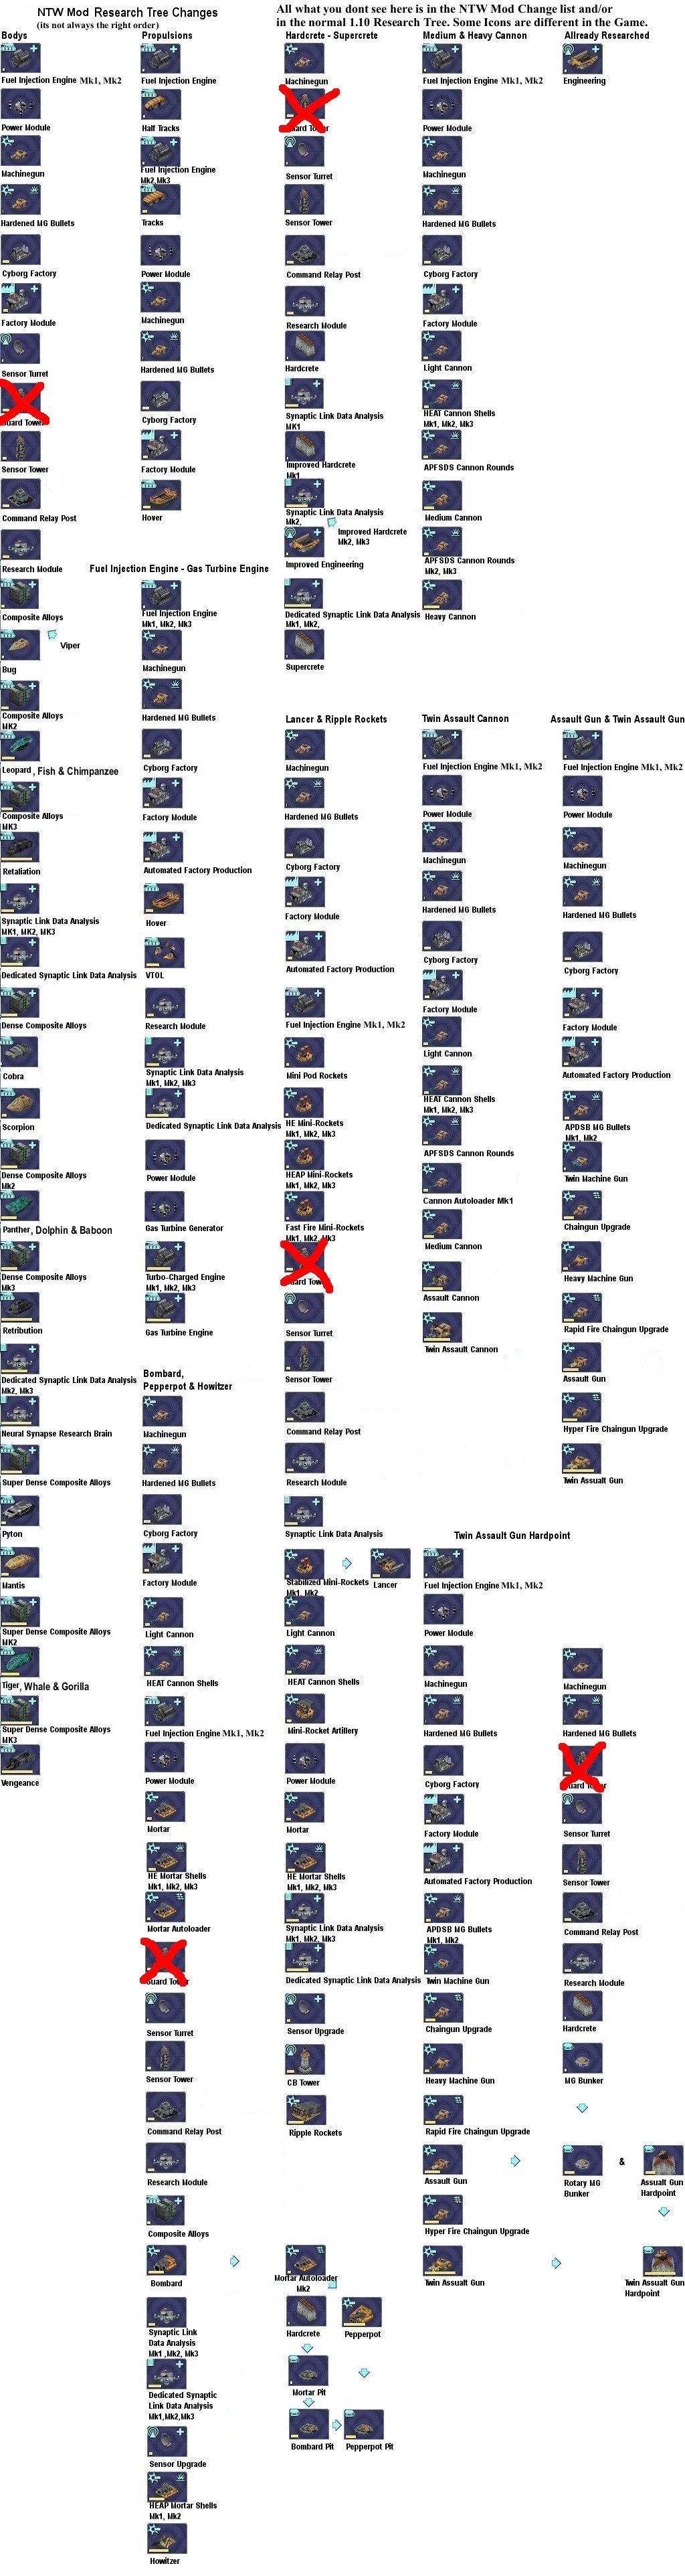 NTW Mod Research Tree Changes
(its not always the right order)
All what you dont see here is in the NTW Mod Change list and/or
in the normal 1.10 Research Tree. Some Icons are different in the Game.
Bodys
Fuel Injection Engine Mk1, Mk2
Power Module
Machinegun
Hardened MG Bullets
Cyborg Factory
Factory Module
Sensor Turret
Guard Tower
Sensor Tower
Command Relay Post
Research Module
Composite Alloys
Viper
Bug
Composite Alloys
MK2
Leopard, Fish & Chimpanzee
Composite Alloys
MK3
Retaliation
Synaptic Link Data Analysis
MK1, MK2, MK3
Dedicated Synaptic Link Data Analysis
Dense Composite Alloys
Cobra
Scorpion
Dense Composite Alloys
Mk2
Panther, Dolphin & Baboon
Dense Composite Alloys
Mk3
Retribution
Dedicated Synaptic Link Data Analysis
Mk2, Mk3
Neural Synapse Research Brain
Super Dense Composite Alloys
Pyton
Mantis
Super Dense Composite Alloys
MK2
Tiger, Whale & Gorilla
Super Dense Composite Alloys
MK3
Vengeance
Propulsions
Fuel Injection Engine
Half Tracks
Fuel Injection Engine
Mk2,Mk3
Tracks
Power Module
Machinegun
Hardened MG Bullets
Cyborg Factory
Factory Module
Hover
Fuel Injection Engine - Gas Turbine Engine
Fuel Injection Engine
Mk1, Mk2, Mk3
Machinegun
Hardened MG Bullets
Cyborg Factory
Factory Module
Automated Factory Production
Hover
VTOL
Research Module
Synaptic Link Data Analysis
Mk1, Mk2, Mk3
Dedicated Synaptic Link Data Analysis
Power Module
Gas Turbine Generator
Turbo-Charged Engine
Mk1, Mk2, Mk3
Gas Turbine Engine
Bombard,
Pepperpot & Howitzer
Machinegun
Hardened MG Bullets
Cyborg Factory
Factory Module
Light Cannon
HEAT Cannon Shells
Fuel Injection Engine Mk1, Mk2
Power Module
Mortar
HE Mortar Shells
Mk1, Mk2, Mk3
Mortar Autoloader
Guard Tower
Sensor Turret
Sensor Tower
Command Relay Post
Research Module
Composite Alloys
Bombard
Synaptic Link
Data Analysis
Mk1 ,Mk2, Mk3
Dedicated Synaptic
Link Data Analysis
Mk1,Mk2,Mk3
Sensor Upgrade
HEAP Mortar Shells
Mk1, Mk2
Howitzer
Hardcrete - Supercrete
Machinegun
Guard Tower
Sensor Turret
Sensor Tower
Command Relay Post
Research Module
Hardcrete
Synaptic Link Data Analysis
MK1
Improved Hardcrete
Mk1
Synaptic Link Data Analysis
Mk2,
Improved Hardcrete
Mk2, Mk3
Improved Engineering
Dedicated Synaptic Link Data Analysis
Mk1, Mk2,
Supercrete
Lancer & Ripple Rockets
Machinegun
Hardened MG Bullets
Cyborg Factory
Factory Module
Automated Factory Production
Fuel Injection Engine Mk1, Mk2
Mini Pod Rockets
HE Mini-Rockets
Mk1, Mk2, Mk3
HEAP Mini-Rockets
Mk1, Mk2, Mk3
Fast Fire Mini-Rockets
Mk1, Mk2, Mk3
Guard Tower
Sensor Turret
Sensor Tower
Command Relay Post
Research Module
Synaptic Link Data Analysis
Stabilized Mini-Rockets
Mk1, Mk2
Lancer
Light Cannon
HEAT Cannon Shells
Mini-Rocket Artillery
Power Module
Mortar
HE Mortar Shells
Mk1, Mk2, Mk3
Synaptic Link Data Analysis
Mk1, Mk2, Mk3
Dedicated Synaptic Link Data Analysis
Sensor Upgrade
CB Tower
Ripple Rockets
Mortar Autoloader
Mk2
Hardcrete
Pepperpot
Mortar Pit
Bombard Pit
Pepperpot Pit
Medium & Heavy Cannon
Fuel Injection Engine Mk1, Mk2
Power Module
Machinegun
Hardened MG Bullets
Cyborg Factory
Factory Module
Light Cannon
HEAT Cannon Shells
Mk1, Mk2, Mk3
APFSDS Cannon Rounds
Medium Cannon
APFSDS Cannon Rounds
Mk2, Mk3
Heavy Cannon
Twin Assault Cannon
Fuel Injection Engine Mk1, Mk2
Power Module
Machinegun
Hardened MG Bullets
Cyborg Factory
Factory Module
Light Cannon
HEAT Cannon Shells
Mk1, Mk2, Mk3
APFSDS Cannon Rounds
Cannon Autoloader Mk1
Medium Cannon
Assault Cannon
Twin Assault Cannon
Allready Researched
Engineering
Assault Gun & Twin Assault Gun
Fuel Injection Engine Mk1, Mk2
Power Module
Machinegun
Hardened MG Bullets
Cyborg Factory
Factory Module
Automated Factory Production
APDSB MG Bullets
Mk1, Mk2
Twin Machine Gun
Chaingun Upgrade
Heavy Machine Gun
Rapid Fire Chaingun Upgrade
Assault Gun
Hyper Fire Chaingun Upgrade
Twin Assualt Gun
Twin Assault Gun Hardpoint
Fuel Injection Engine Mk1, Mk2
Power Module
Machinegun
Hardened MG Bullets
Cyborg Factory
Factory Module
Automated Factory Production
APDSB MG Bullets
Mk1, Mk2
Twin Machine Gun
Chaingun Upgrade
Heavy Machine Gun
Rapid Fire Chaingun Upgrade
Assault Gun
Hyper Fire Chaingun Upgrade
Twin Assualt Gun
Machinegun
Hardened MG Bullets
Guard Tower
Sensor Turret
Sensor Tower
Command Relay Post
Research Module
Hardcrete
MG Bunker
Rotary MG
Bunker
&
Assualt Gun
Hardpoint
Twin Assualt Gun
Hardpoint